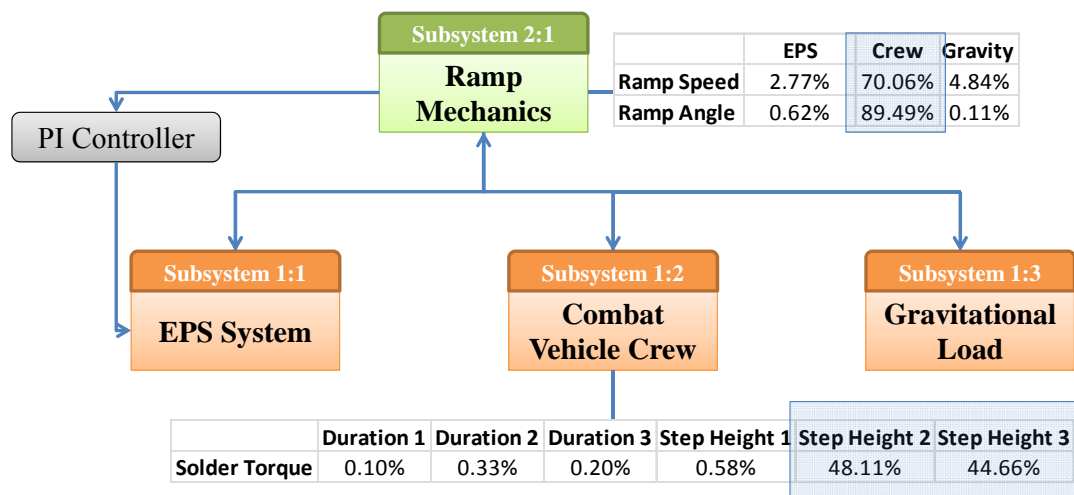 Subsystem 2:1
Ramp
Mechanics
EPS Crew Gravity
Ramp Speed 2.77% 70.06% 4.84%
Ramp Angle 0.62% 89.49% 0.11%
PI Controller
Subsystem 1:1
EPS System
Subsystem 1:2
Combat
Vehicle Crew
Subsystem 1:3
Gravitational
Load
Duration 1 Duration 2 Duration 3 Step Height 1 Step Height 2 Step Height 3
Solder Torque 0.10% 0.33% 0.20% 0.58% 48.11% 44.66%